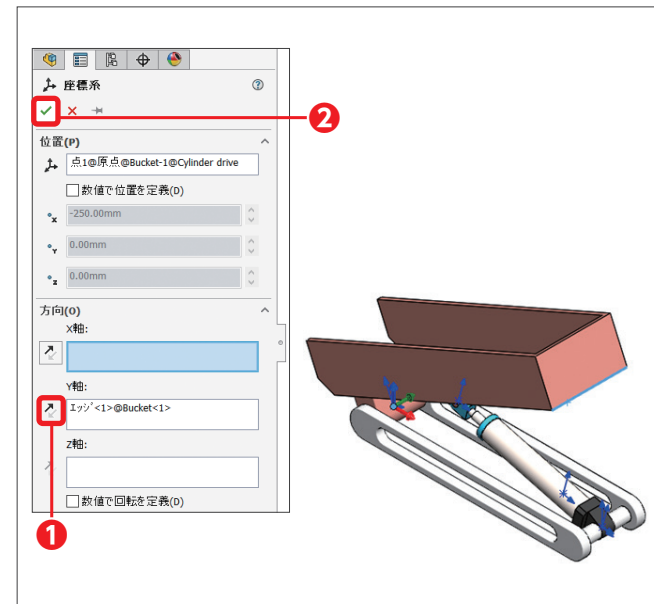 座標系
❷
位置(P)
点1@原点@Bucket-1@Cylinder drive
数値で位置を定義(D)
X
-250.00mm
Y
0.00mm
Z
0.00mm
方向(O)
X軸:
Y軸:
エッジ<1>@Bucket<1>
Z軸:
数値で回転を定義(D)
❶